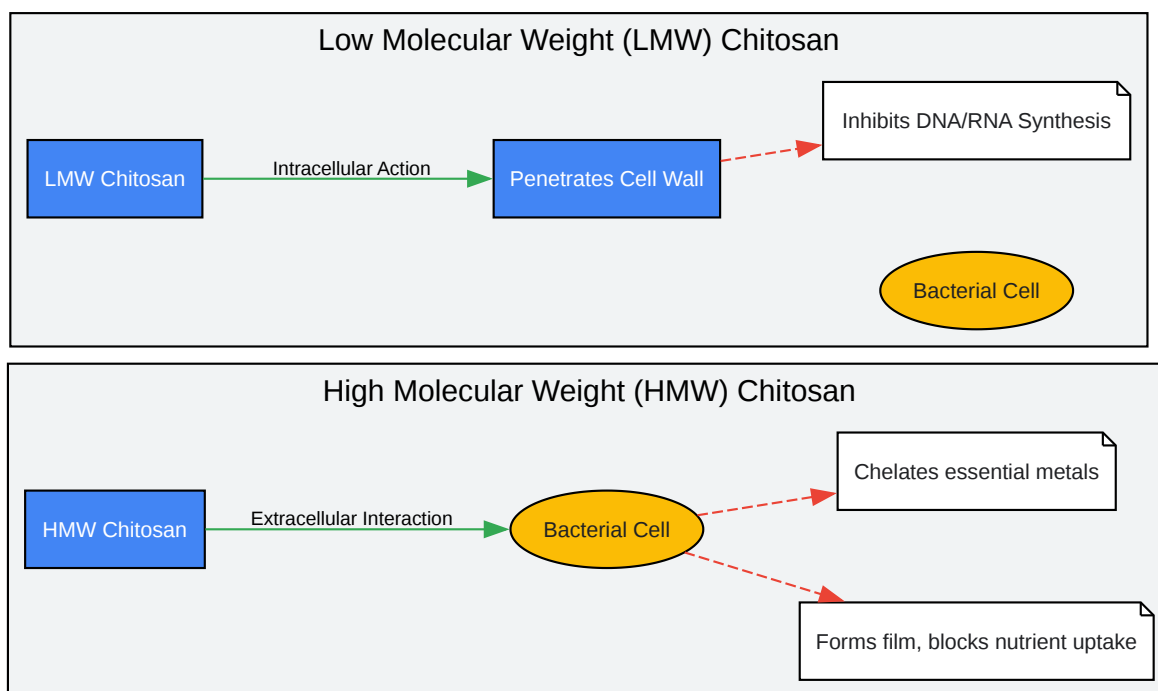 Low Molecular Weight (LMW) Chitosan
Inhibits DNA/RNA Synthesis
LMW Chitosan
Intracellular Action
Penetrates Cell Wall
Bacterial Cell
High Molecular Weight (HMW) Chitosan
Chelates essential metals
HMW Chitosan
Extracellular Interaction
Bacterial Cell
Forms film, blocks nutrient uptake